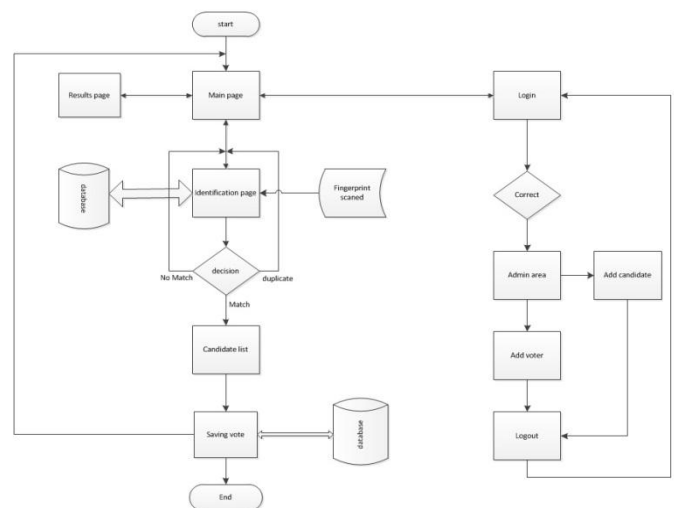 start
Results page
Main page
Login
database
Identification page
Fingerprint
scaned
Correct
No Match
decision
duplicate
Match
Admin area
Add candidate
Candidate list
Add voter
Saving vote
database
Logout
End